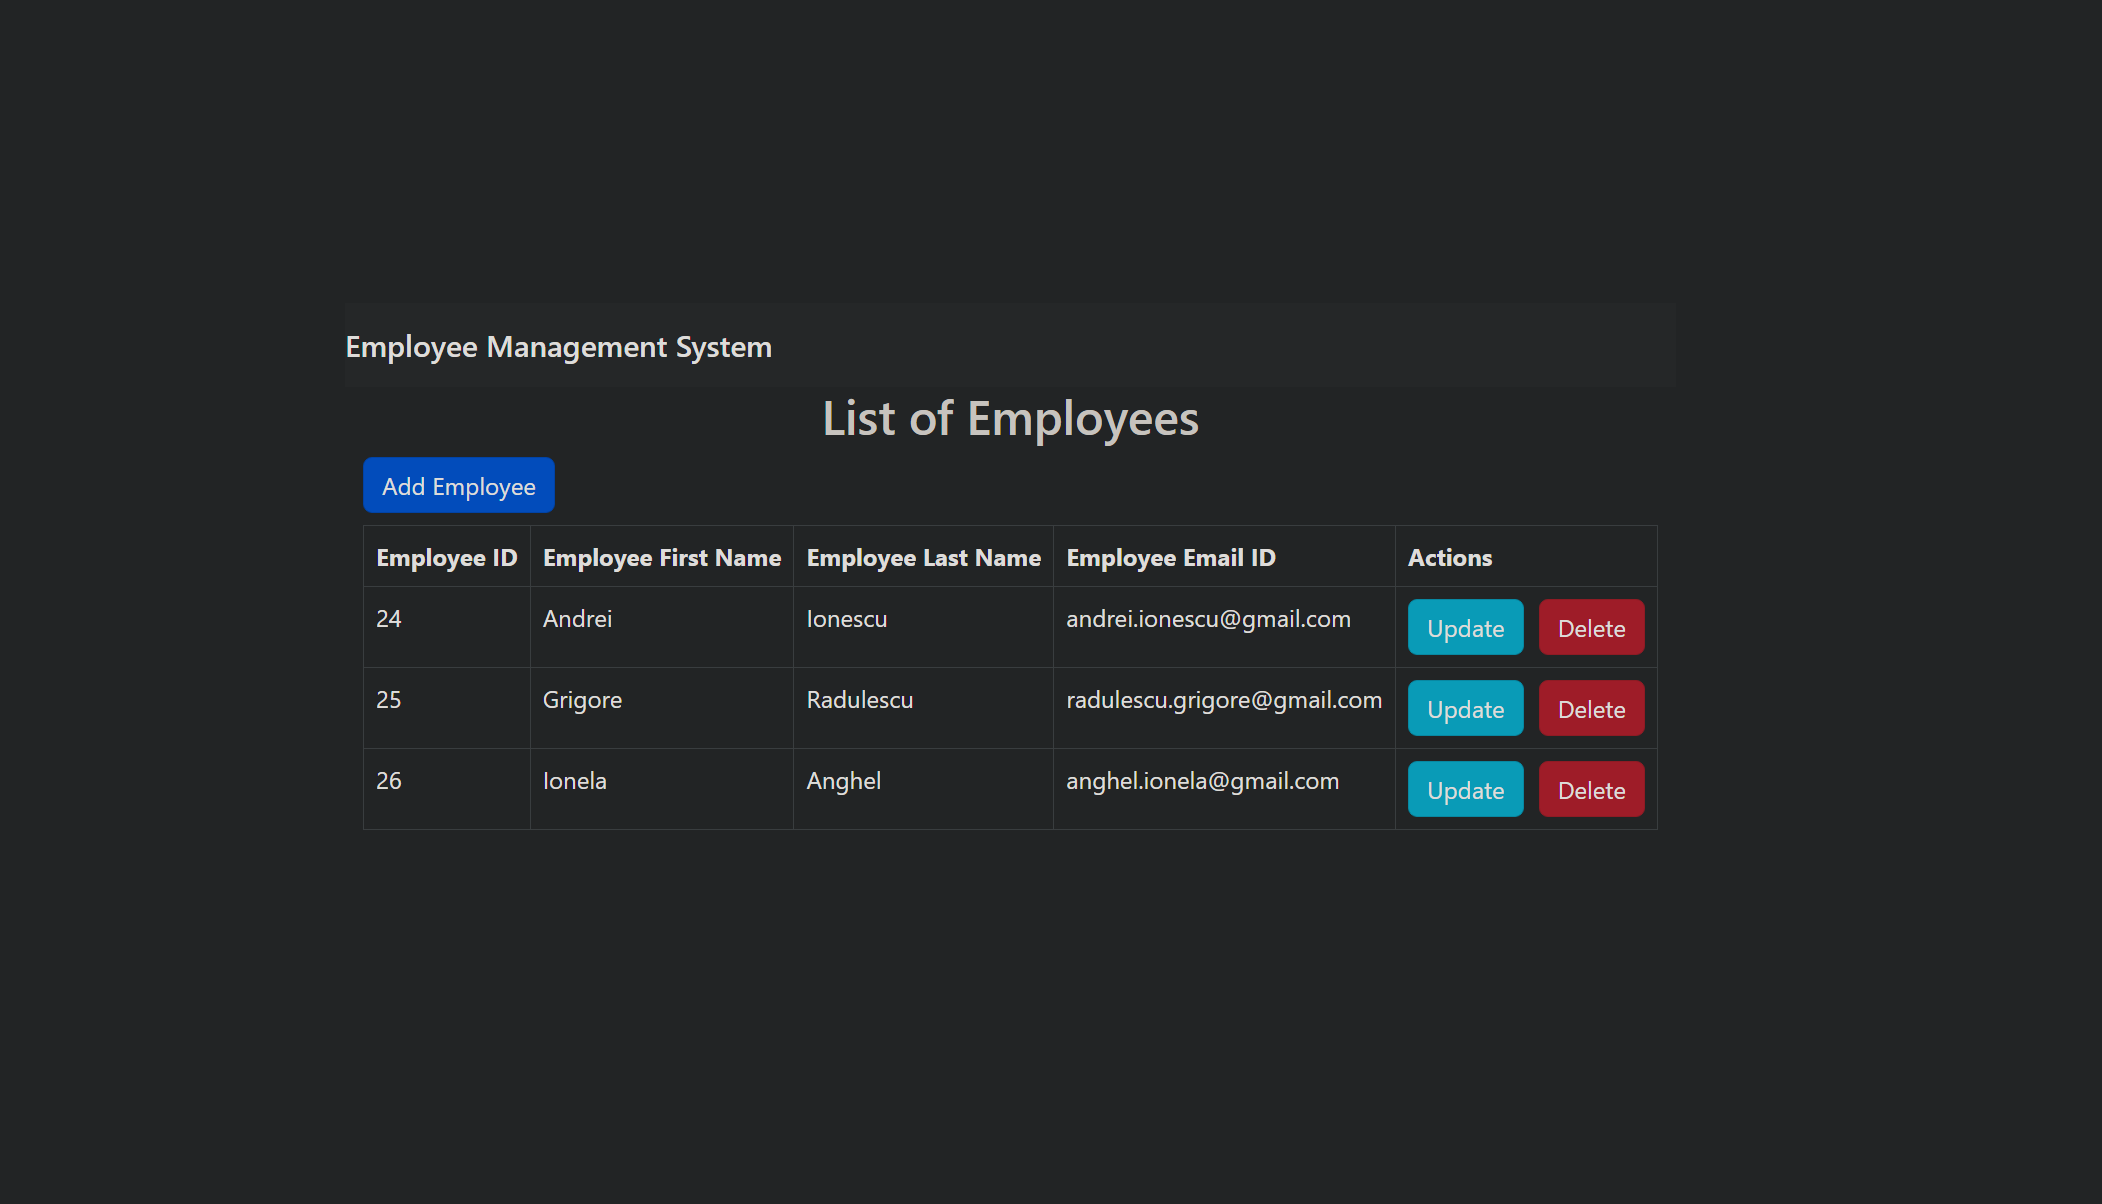 Employee Management System
List of Employees
Add Employee
Employee ID Employee First Name Employee Last Name Employee Email ID Actions
24 Andrei Ionescu andrei.ionescu@gmail.com Update Delete
25 Grigore Radulescu radulescu.grigore@gmail.com Update Delete
26 Ionela Anghel anghel.ionela@gmail.com Update Delete